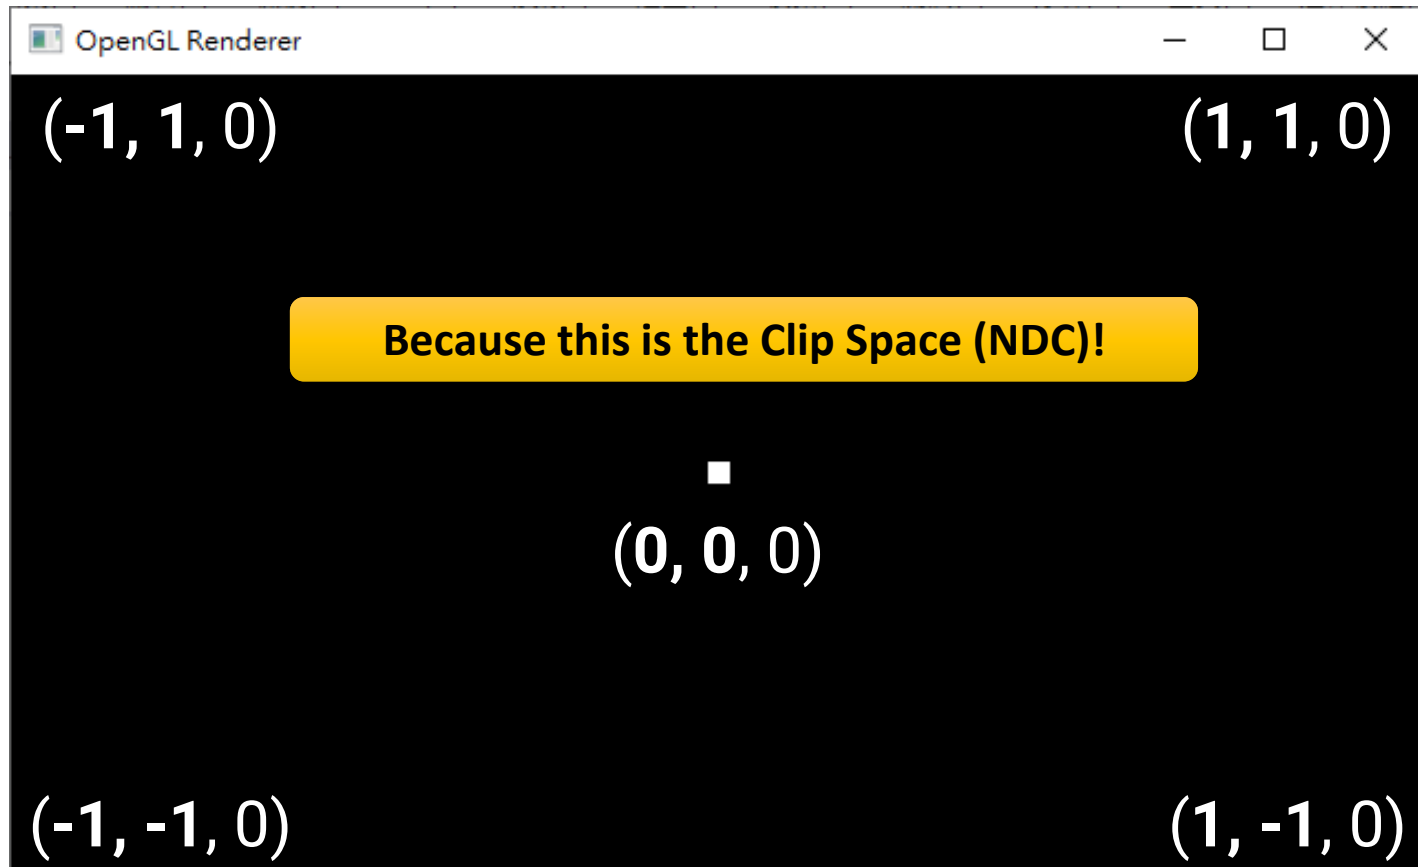 OpenGL Renderer
(-1, 1, 0)
(1, 1, 0)
Because this is the Clip Space (NDC)!
(0, 0, 0)
(-1, -1, 0)
(1, -1, 0)